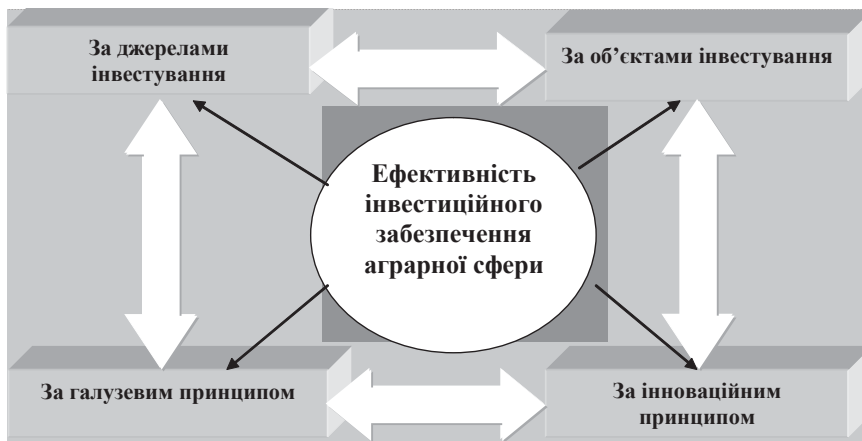 За джерелами
інвестування
За об’єктами інвестування
Ефективність
інвестиційного
забезпечення
аграрної сфери
За галузевим принципом
За інноваційним
принципом